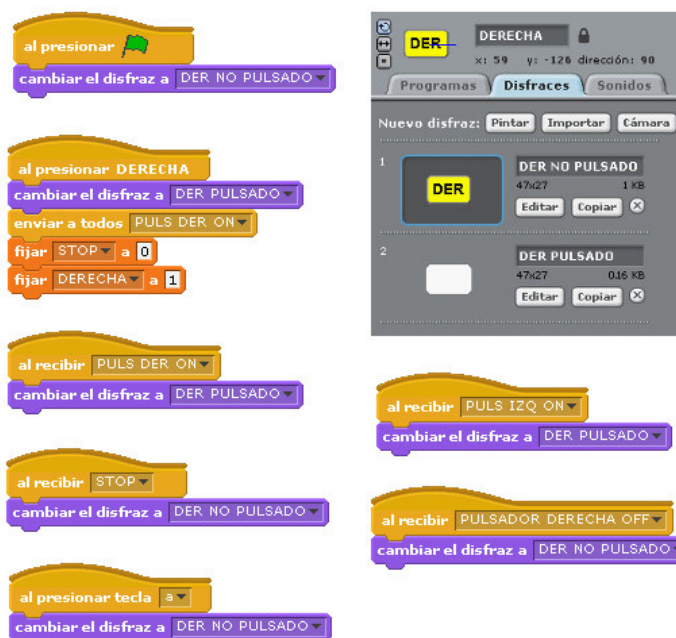 al presionar
cambiar el disfraz a DER NO PULSADO
al presionar DERECHA
cambiar el disfraz a DER PULSADO
enviar a todos PULS DER ON
fijar STOP a 0
fijar DERECHA a 1
al recibir PULS DER ON
cambiar el disfraz a DER PULSADO
al recibir STOP
cambiar el disfraz a DER NO PULSADO
al presionar tecla a
cambiar el disfraz a DER NO PULSADO
DER
DERECHA
x: 59 y: -126 dirección: 90
Programas Disfraces Sonidos
Nuevo disfraz: Pintar Importar Cámara
1
DER
DER NO PULSADO
47x27 1 KB
Editar Copiar
2
DER PULSADO
47x27 0.16 KB
Editar Copiar
al recibir PULS IZQ ON
cambiar el disfraz a DER PULSADO
al recibir PULSADOR DERECHA OFF
cambiar el disfraz a DER NO PULSADO